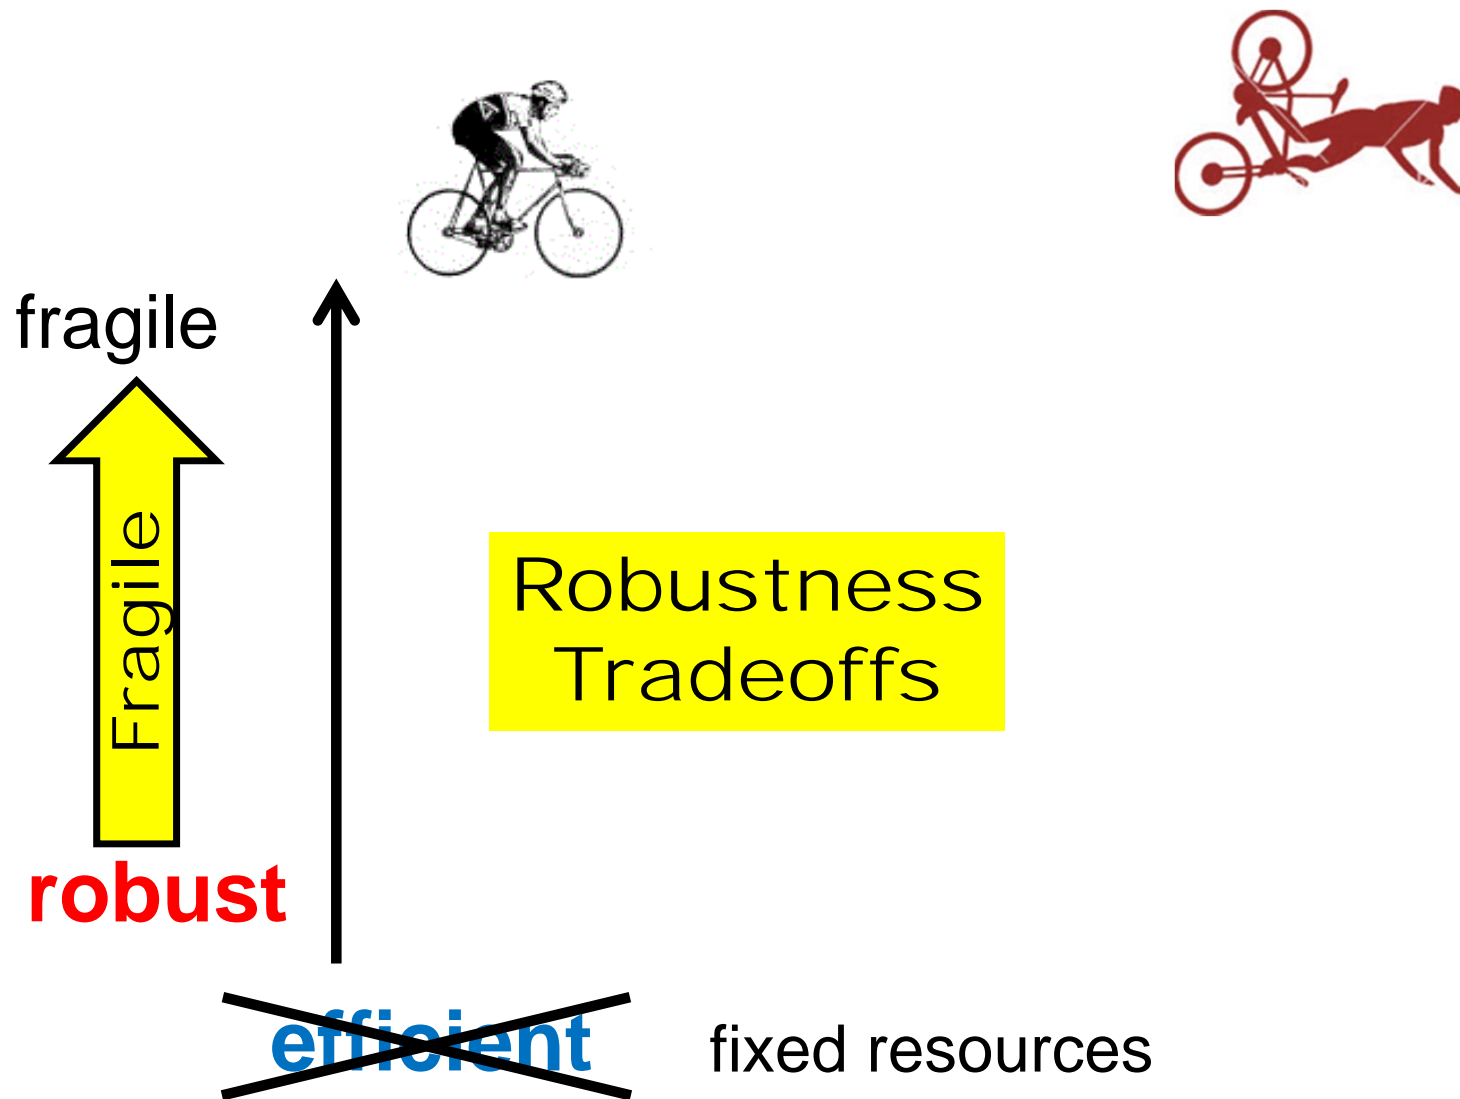 fragile
Fragile
Robustness
Tradeoffs
robust
efficient
fixed resources